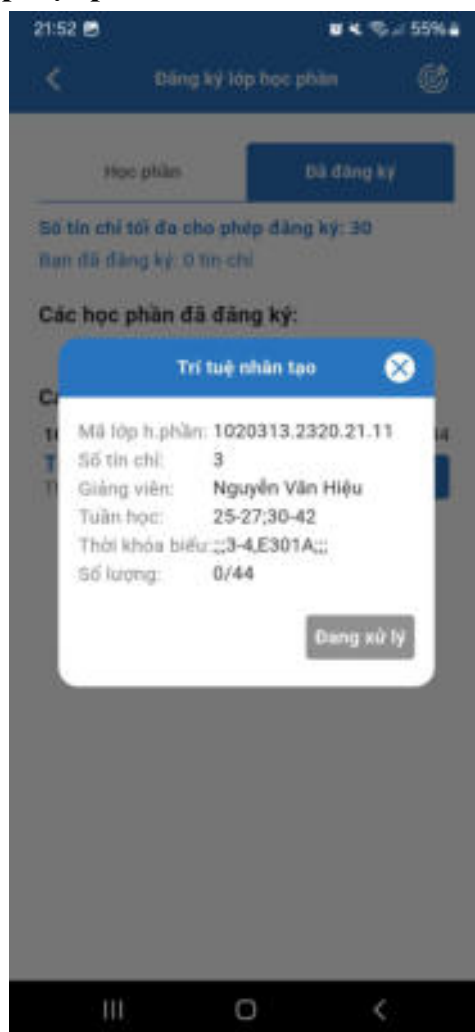 21:52
55%
Đăng ký lớp học phần
Học phần
Đã đăng ký
Số tín chỉ tối đa cho phép đăng ký: 30
Bạn đã đăng ký: 0 tín chỉ
Các học phần đã đăng ký:
Trí tuệ nhân tạo
Mã lớp h.phần: 1020313.2320.21.11
Số tín chỉ: 3
Giảng viên: Nguyễn Văn Hiệu
Tuần học: 25-27;30-42
Thời khóa biểu:;;3-4,E301A;;;
Số lượng: 0/44
Đang xử lý